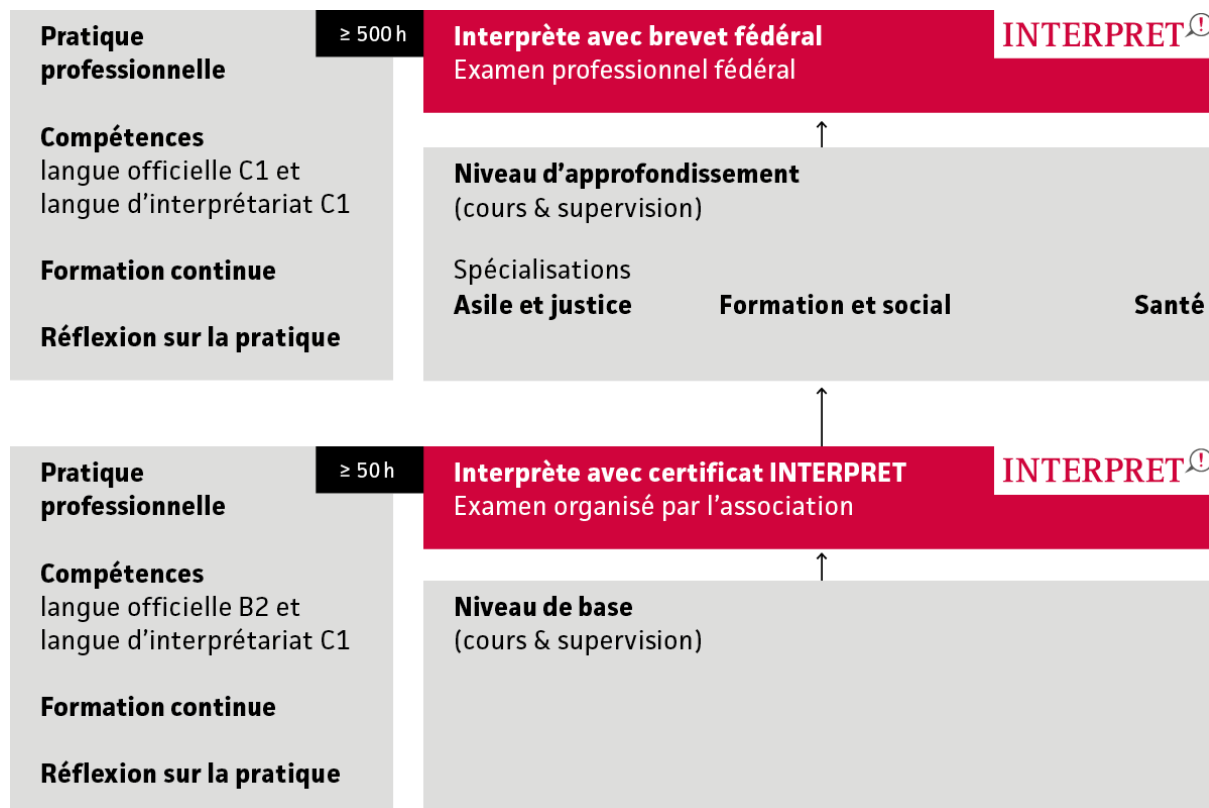 Pratique
professionnelle
≥ 500 h
Compétences
langue officielle C1 et
langue d'interprétariat C1
Formation continue
Réflexion sur la pratique
Interprète avec brevet fédéral
Examen professionnel fédéral
INTERPRET!
Niveau d'approfondissement
(cours & supervision)
Spécialisations
Asile et justice Formation et social Santé
Pratique
professionnelle
≥ 50 h
Compétences
langue officielle B2 et
langue d'interprétariat C1
Formation continue
Réflexion sur la pratique
Interprète avec certificat INTERPRET
Examen organisé par l'association
INTERPRET!
Niveau de base
(cours & supervision)